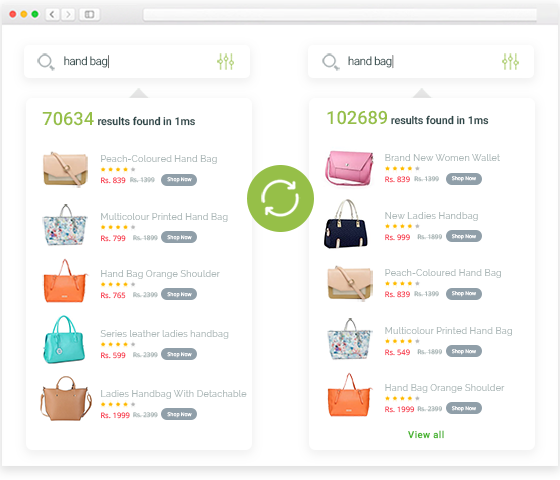 hand bag
70634 results found in 1ms
Peach-Coloured Hand Bag
Rs. 839 Rs. 1399 Shop Now
Multicolour Printed Hand Bag
Rs. 799 Rs. 1899 Shop Now
Hand Bag Orange Shoulder
Rs. 765 Rs. 2399 Shop Now
Series leather ladies handbag
Rs. 599 Rs. 2399 Shop Now
Ladies Handbag With Detachable
Rs. 1999 Rs. 2399 Shop Now
hand bag
102689 results found in 1ms
Brand New Women Wallet
Rs. 839 Rs. 1399 Shop Now
New Ladies Handbag
Rs. 999 Rs. 1899 Shop Now
Peach-Coloured Hand Bag
Rs. 839 Rs. 1399 Shop Now
Multicolour Printed Hand Bag
Rs. 549 Rs. 1899 Shop Now
Hand Bag Orange Shoulder
Rs. 1999 Rs. 2399 Shop Now
View all